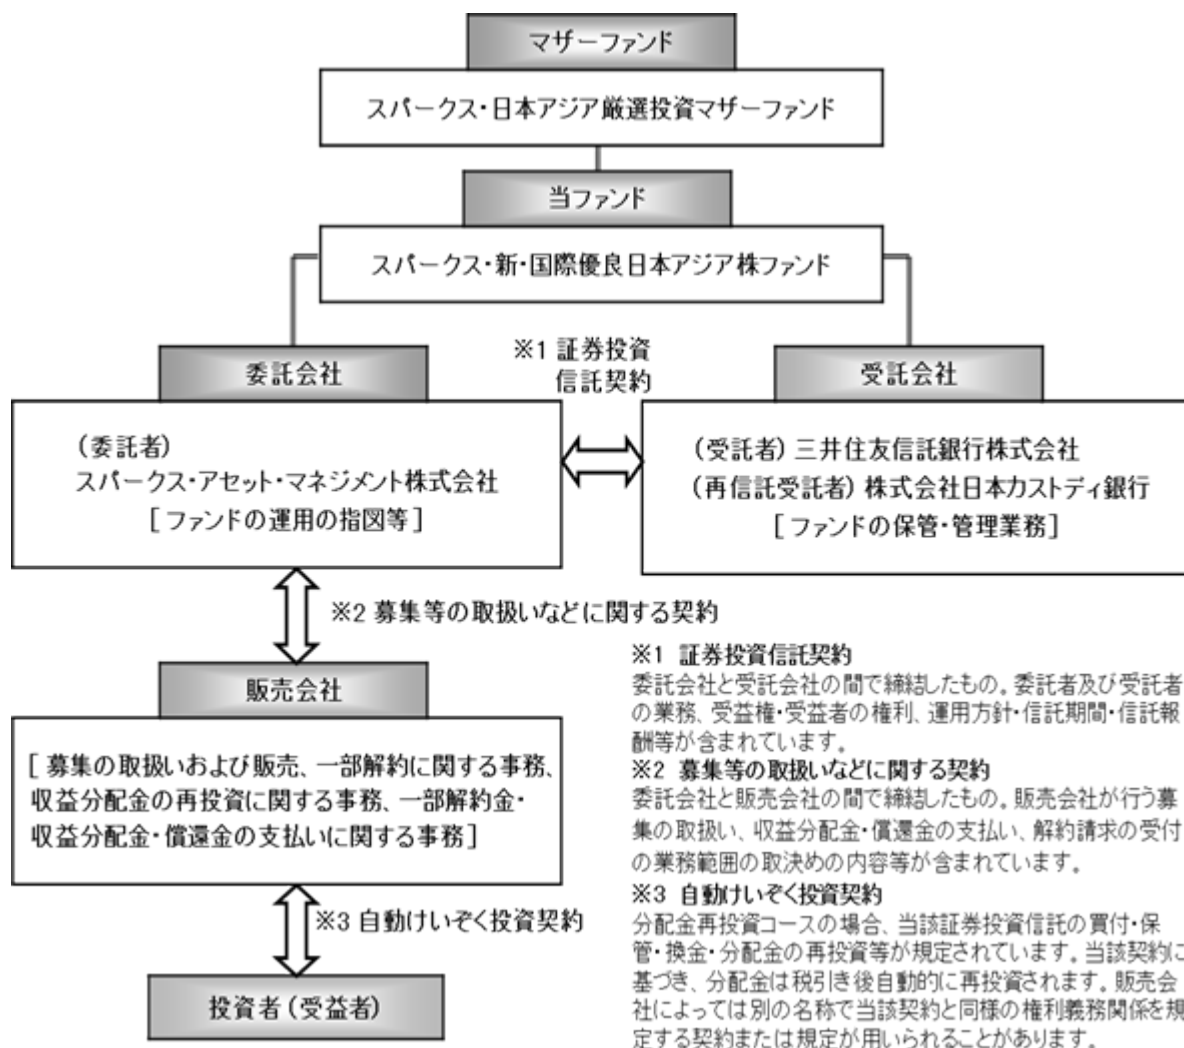 マザーファンド
スパークス・日本アジア厳選投資マザーファンド
当ファンド
スパークス・新・国際優良日本アジア株ファンド
※1 証券投資
信託契約
委託会社
(委託者)
スパークス・アセット・マネジメント株式会社
[ファンドの運用の指図等]
受託会社
(受託者) 三井住友信託銀行株式会社
(再信託受託者) 株式会社日本カストディ銀行
[ファンドの保管・管理業務]
※2 募集等の取扱いなどに関する契約
販売会社
[ 募集の取扱いおよび販売、一部解約に関する事務、
収益分配金の再投資に関する事務、一部解約金・
収益分配金・償還金の支払いに関する事務]
※3 自動けいぞく投資契約
投資者(受益者)
※1 証券投資信託契約
委託会社と受託会社の間で締結したもの。委託者及び受託者
の業務、受益権・受益者の権利、運用方針・信託期間・信託報
酬等が含まれています。
※2 募集等の取扱いなどに関する契約
委託会社と販売会社の間で締結したもの。販売会社が行う募
集の取扱い、収益分配金・償還金の支払い、解約請求の受付
の業務範囲の取決めの内容等が含まれています。
※3 自動けいぞく投資契約
分配金再投資コースの場合、当該証券投資信託の買付・保
管・換金・分配金の再投資等が規定されています。当該契約に
基づき、分配金は税引き後自動的に再投資されます。販売会
社によっては別の名称で当該契約と同様の権利義務関係を規
定する契約または規定が用いられることがあります。